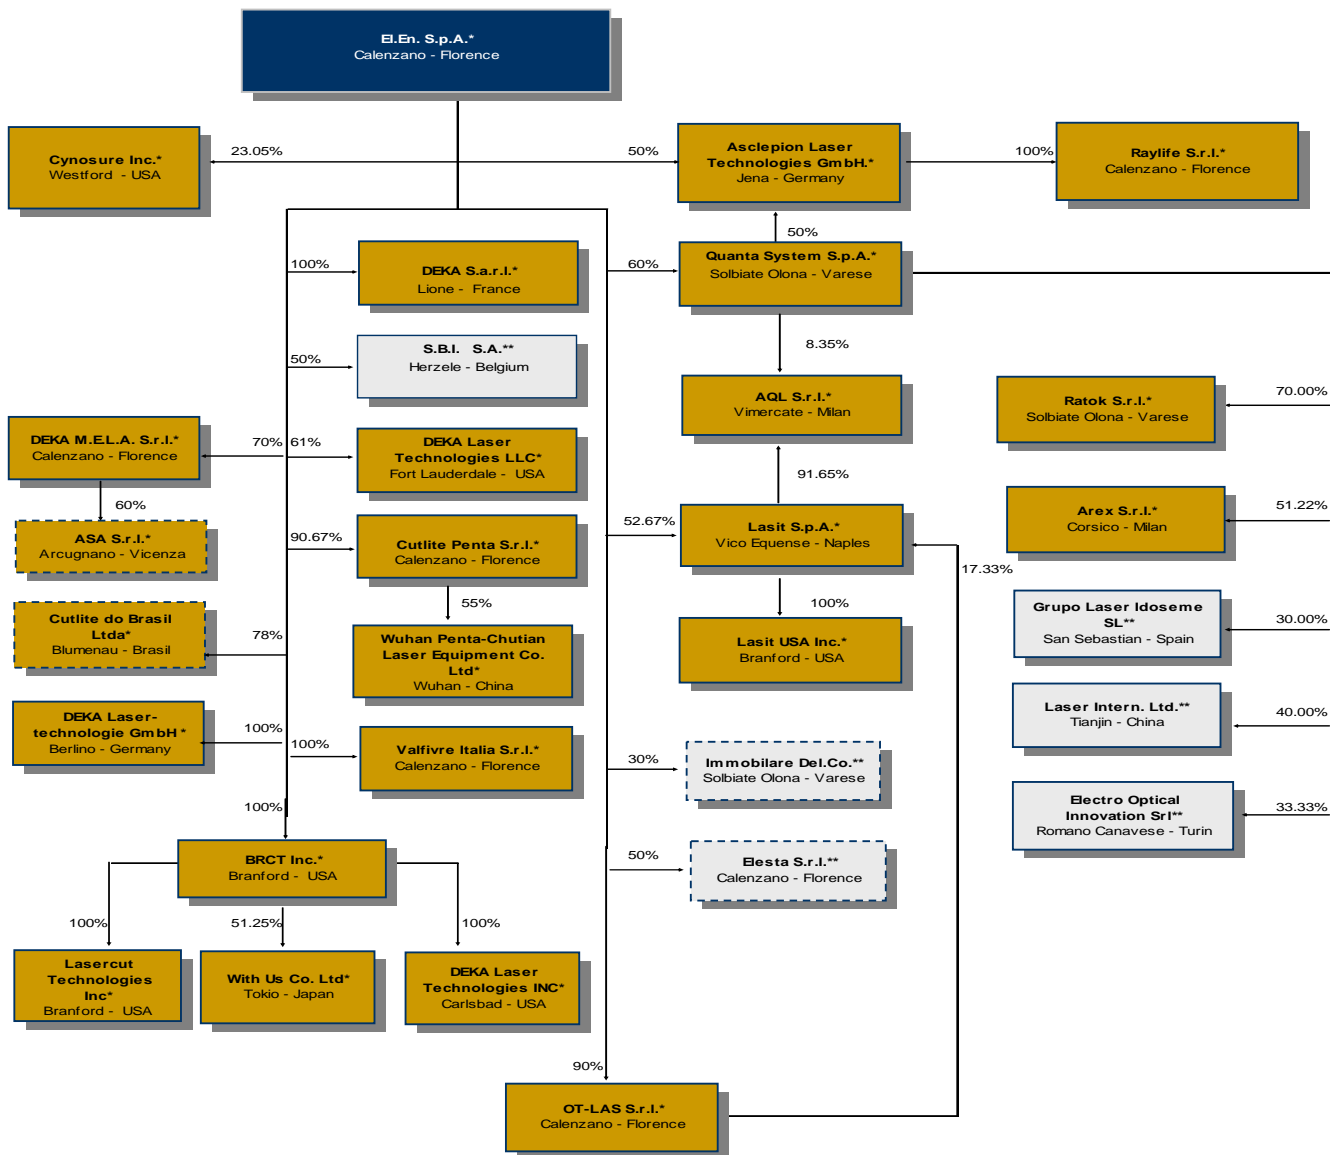 El.En. S.p.A.*
Calenzano - Florence
Cynosure Inc.*
Westford - USA
23.05%
50%
Asclepion Laser
Technologies GmbH.*
Jena - Germany
100%
Raylife S.r.l.*
Calenzano - Florence
50%
100%
DEKA S.a.r.l.*
Lione - France
60%
Quanta System S.p.A.*
Solbiate Olona - Varese
50%
S.B.I. S.A.**
Herzele - Belgium
8.35%
AQL S.r.l.*
Vimercate - Milan
Ratok S.r.l.*
Solbiate Olona - Varese
70.00%
DEKA M.E.L.A. S.r.l.*
Calenzano - Florence
70%
61%
DEKA Laser
Technologies LLC*
Fort Lauderdale - USA
91.65%
60%
ASA S.r.l.*
Arcugnano - Vicenza
90.67%
Cutlite Penta S.r.l.*
Calenzano - Florence
52.67%
Lasit S.p.A.*
Vico Equense - Naples
Arex S.r.l.*
Corsico - Milan
51.22%
17.33%
55%
100%
Cutlite do Brasil
Ltda*
Blumenau - Brasil
78%
Wuhan Penta-Chutian
Laser Equipment Co.
Ltd*
Wuhan - China
Lasit USA Inc.*
Branford - USA
Grupo Laser Idoseme
SL**
San Sebastian - Spain
30.00%
DEKA Laser-
technologie GmbH *
Berlino - Germany
100%
100%
Valfivre Italia S.r.l.*
Calenzano - Florence
30%
Immobilare Del.Co.**
Solbiate Olona - Varese
Laser Intern. Ltd.**
Tianjin - China
40.00%
100%
Electro Optical
Innovation Srl**
Romano Canavese - Turin
33.33%
BRCT Inc.*
Branford - USA
50%
Elesta S.r.l.**
Calenzano - Florence
100%
51.25%
100%
Lasercut
Technologies
Inc*
Branford - USA
With Us Co. Ltd*
Tokio - Japan
DEKA Laser
Technologies INC*
Carlsbad - USA
90%
OT-LAS S.r.l.*
Calenzano - Florence